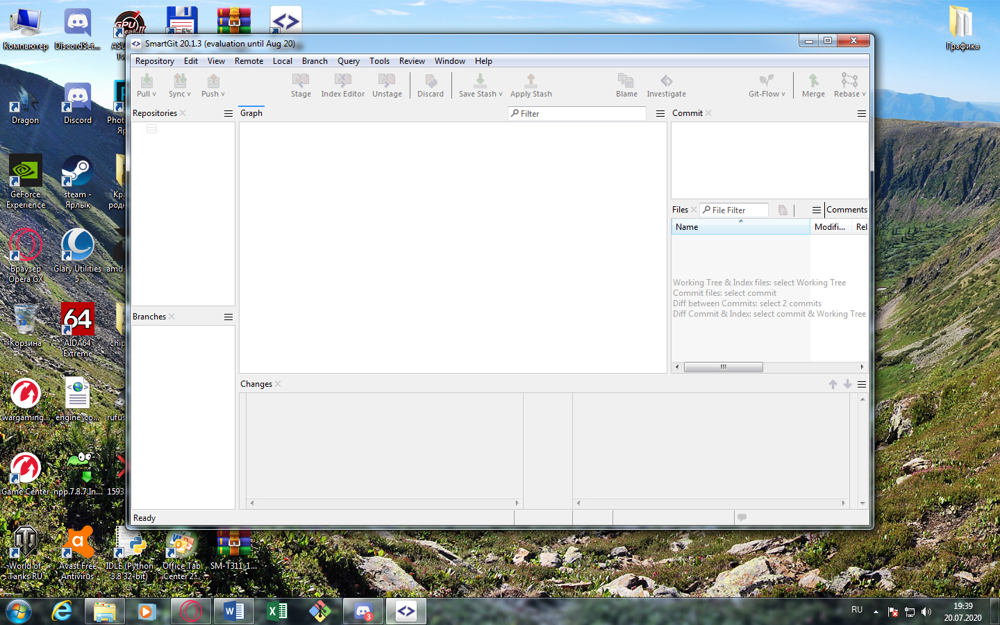 SmartGit 20.1.3 (evaluation until Aug 20)
Repository Edit View Remote Local Branch Query Tools Review Window Help
Pull Sync Push Stage Index Editor Unstage Discard Save Stash Apply Stash Blame Investigate Git-Flow Merge Rebase
Repositories
Graph
Filter
Commit
Files
File Filter
Comments
Name
Modifi...
Rel
Working Tree & Index files: select Working Tree
Commit files: select commit
Diff between Commits: select 2 commits
Diff Commit & Index: select commit & Working Tree
Branches
Changes
Ready
Компьютер
DiscordSet...
GPU
64%
Графика
Dragon
Discord
Phot
GeForce
Experience
steam -
Ярлык
Кра
родн
Браузер
Opera GX
Glary Utilities
5
amd-
Корзина
64
AIDA64
Extreme
chip
wargaming...
engine_co...
rufus
Game Center
npp.7.8.7.In...
1593
World of
Tanks RU
Avast Free
Antivirus
IDLE (Python
3.8 32-bit)
Office Tab
Center 2...
SM-T311_1...
3
RU
19:39
20.07.2020